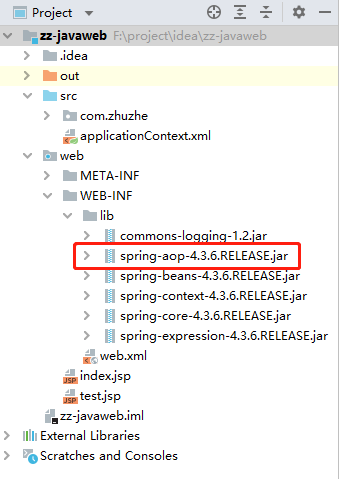 Project
zz-javaweb F:\project\idea\zz-javaweb
.idea
out
src
com.zhuzhe
applicationContext.xml
web
META-INF
WEB-INF
lib
commons-logging-1.2.jar
spring-aop-4.3.6.RELEASE.jar
spring-beans-4.3.6.RELEASE.jar
spring-context-4.3.6.RELEASE.jar
spring-core-4.3.6.RELEASE.jar
spring-expression-4.3.6.RELEASE.jar
web.xml
index.jsp
test.jsp
zz-javaweb.iml
External Libraries
Scratches and Consoles